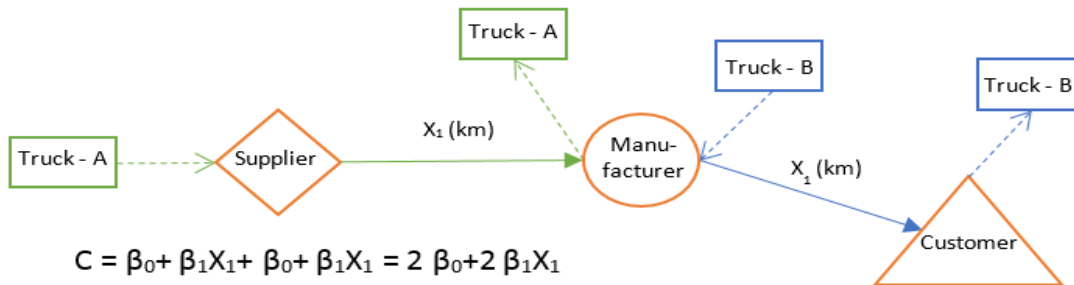 Truck - A
Truck - B
Truck - B
X₁ (km)
Truck - A
Supplier
Manu-
facturer
X₁ (km)
Customer
C = β₀+ β₁X₁+ β₀+ β₁X₁ = 2 β₀+2 β₁X₁